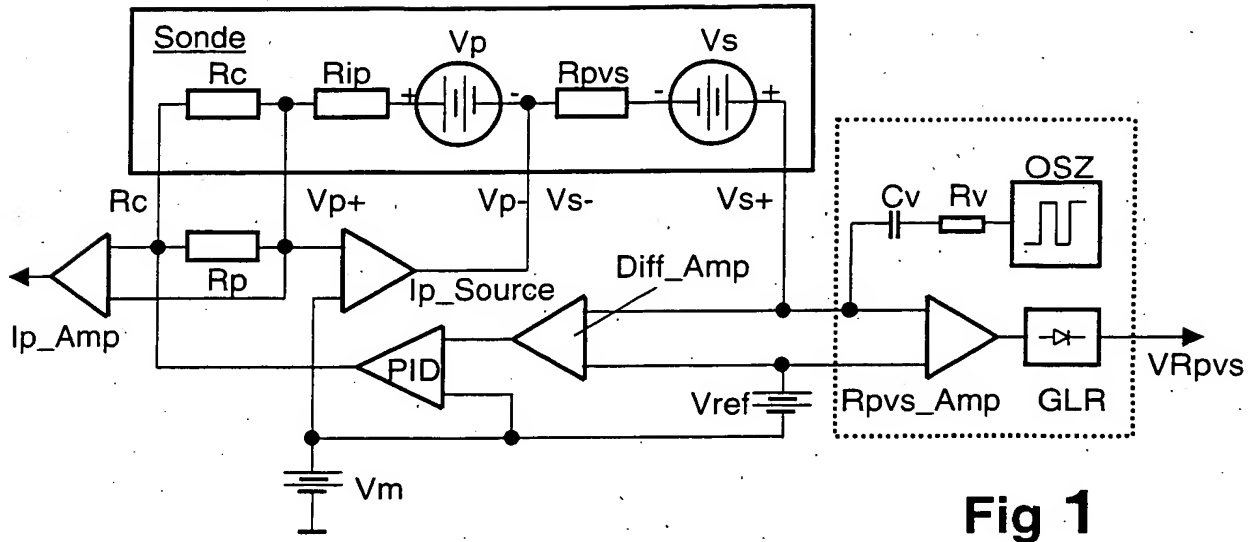 Sonde
Vp
Vs
Rc
Rip
Rpvs
+
-
-
+
OSZ
Rc
Vp+
Vp-
Vs-
Vs+
Cv
Rv
Rp
Ip_Source
Diff_Amp
Ip_Amp
PID
Vref
Rpvs_Amp
GLR
VRpvs
Vm
Fig 1